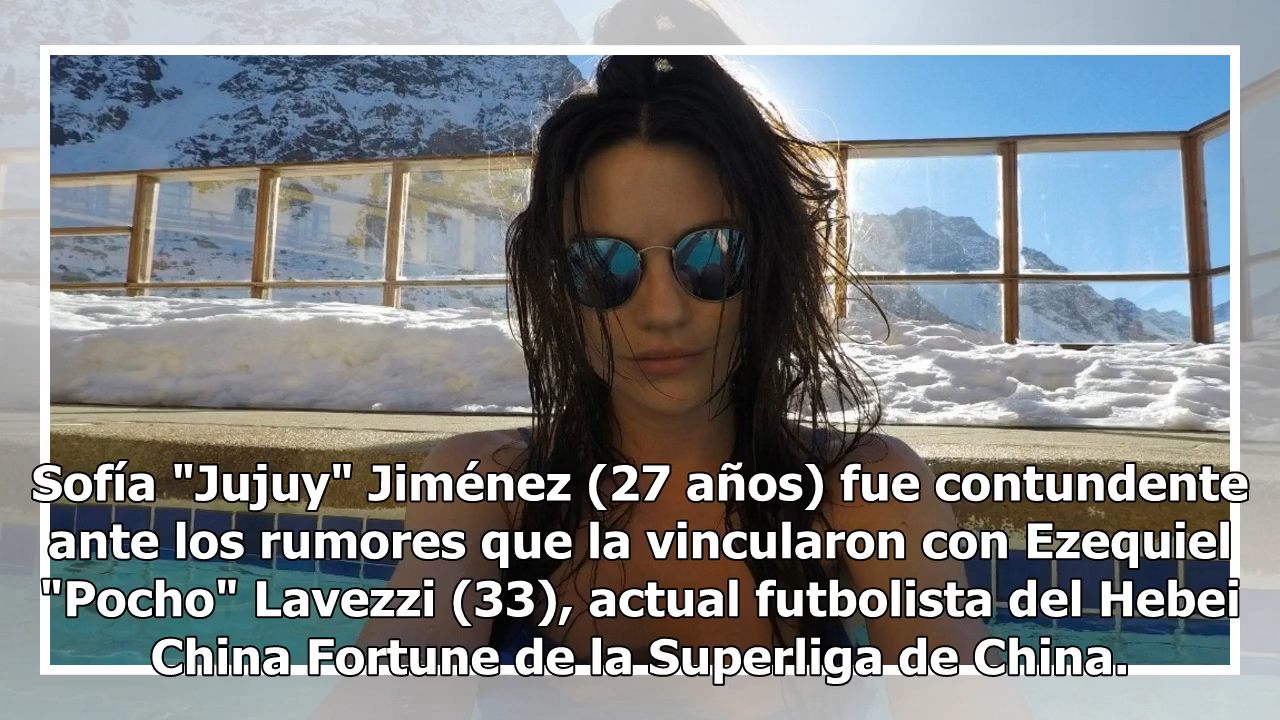 Sofía "Jujuy" Jiménez (27 años) fue contundente
ante los rumores que la vincularon con Ezequiel
"Pocho" Lavezzi (33), actual futbolista del Hebei
China Fortune de la Superliga de China.